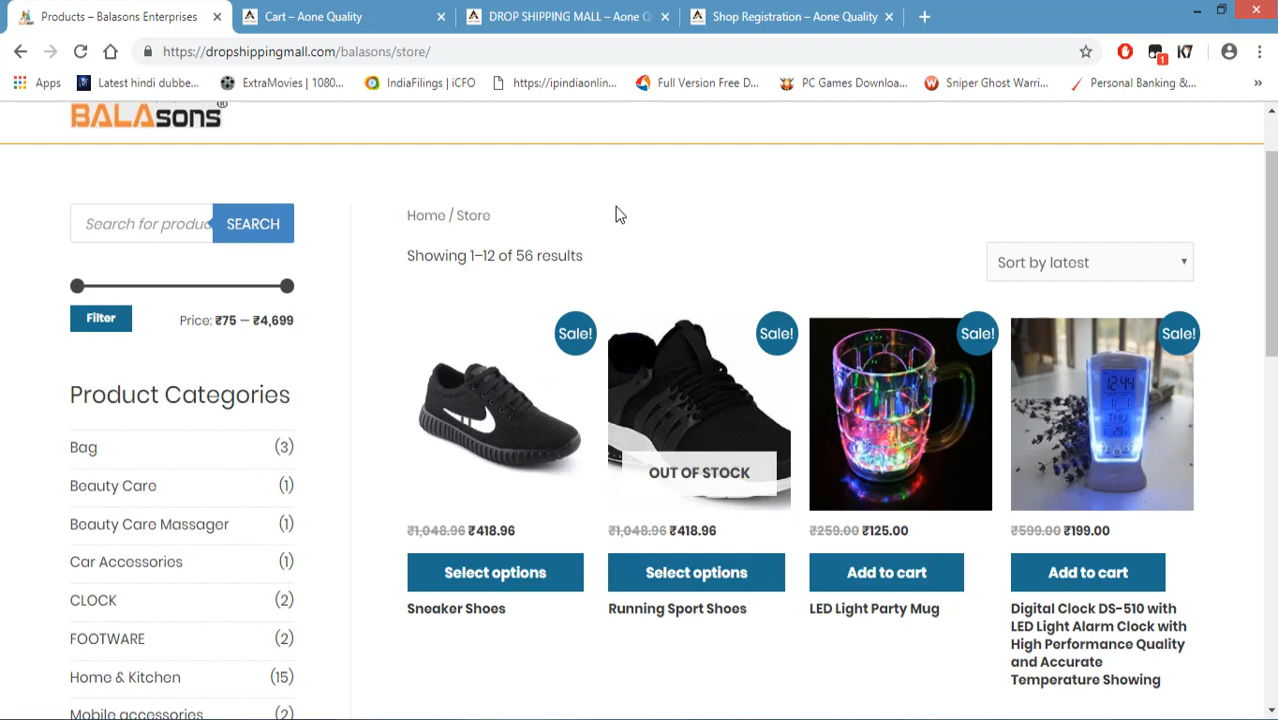 Products – Balasons Enterprises
Cart – Aone Quality
DROP SHIPPING MALL – Aone Q
Shop Registration – Aone Quality
https://dropshippingmall.com/balasons/store/
1
K7
Apps
Latest hindi dubbe...
ExtraMovies | 1080...
IndiaFilings | iCFO
https://ipindiaonlin...
Full Version Free D...
PC Games Downloa...
Sniper Ghost Warri...
Personal Banking &...
»
BALAsons®
Search for produc
SEARCH
Filter
Price: ₹75 — ₹4,699
Product Categories
Bag (3)
Beauty Care (1)
Beauty Care Massager (1)
Car Accessories (1)
CLOCK (2)
FOOTWARE (2)
Home & Kitchen (15)
Mobile accessories (2)
Home / Store
Showing 1–12 of 56 results
Sort by latest
Sale!
₹1,048.96 ₹418.96
Select options
Sneaker Shoes
Sale!
OUT OF STOCK
₹1,048.96 ₹418.96
Select options
Running Sport Shoes
Sale!
₹259.00 ₹125.00
Add to cart
LED Light Party Mug
Sale!
12:44
THU
₹599.00 ₹199.00
Add to cart
Digital Clock DS-510 with
LED Light Alarm Clock with
High Performance Quality
and Accurate
Temperature Showing